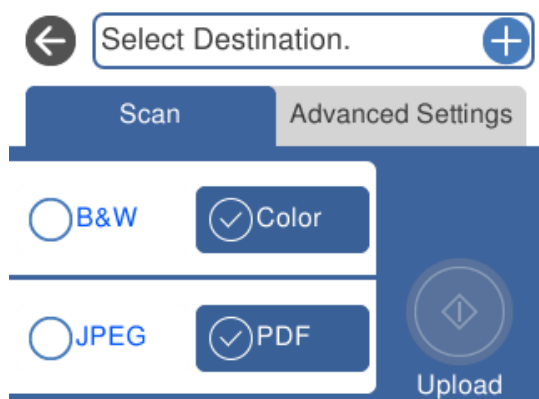 Select Destination.
Scan
Advanced Settings
B&W
Color
JPEG
PDF
Upload